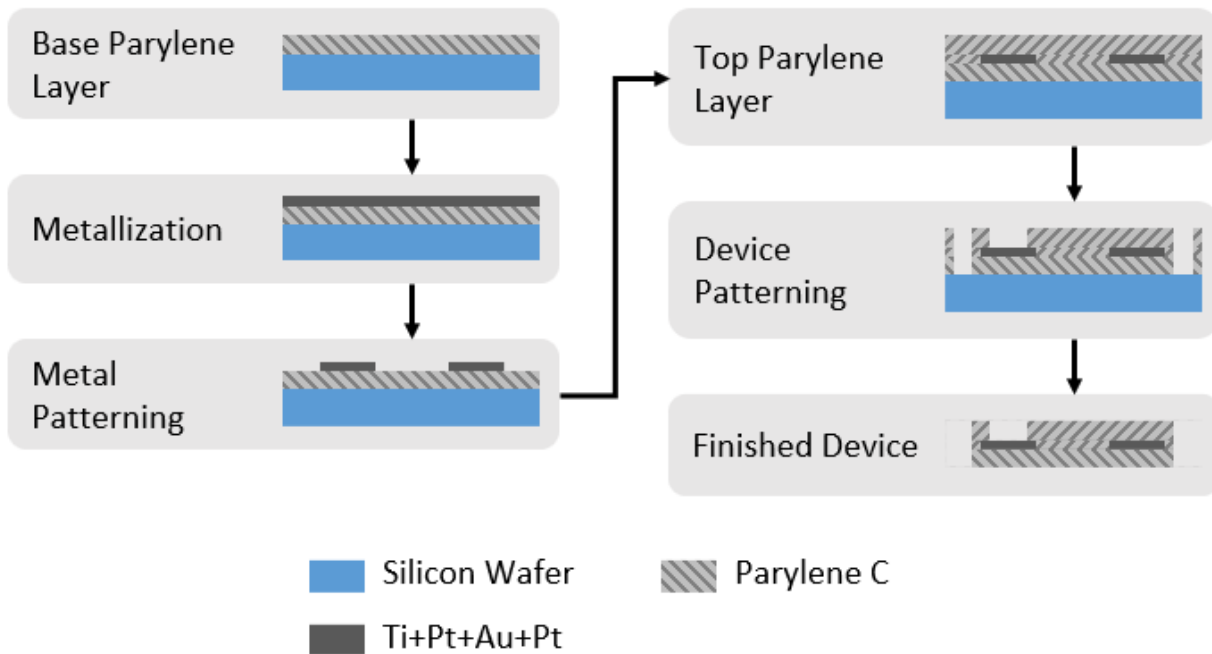 Base Parylene
Layer
Metallization
Metal
Patterning
Top Parylene
Layer
Device
Patterning
Finished Device
Silicon Wafer
Parylene C
Ti+Pt+Au+Pt